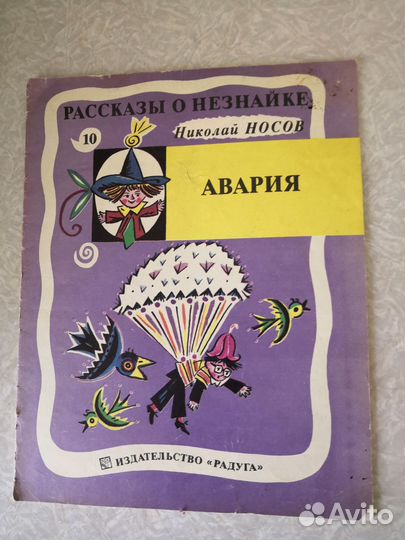 РАССКАЗЫ О НЕЗНАЙКЕ
10
НИКОЛАЙ НОСОВ
АВАРИЯ
ИЗДАТЕЛЬСТВО «РАДУГА»
Avito